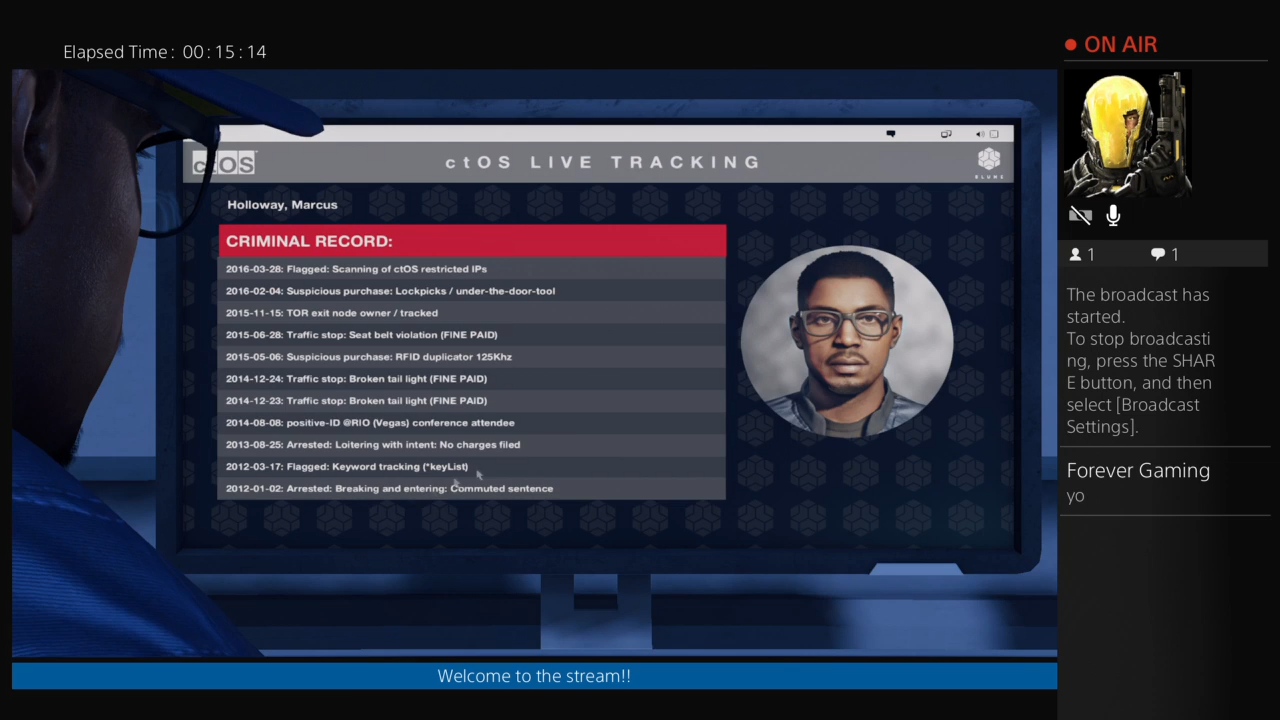 Elapsed Time: 00:15:14
ON AIR
ctOS
ctOS LIVE TRACKING
BLUME
Holloway, Marcus
CRIMINAL RECORD:
2016-03-28: Flagged: Scanning of ctOS restricted IPs
2016-02-04: Suspicious purchase: Lockpicks / under-the-door-tool
2015-11-15: TOR exit node owner / tracked
2015-06-28: Traffic stop: Seat belt violation (FINE PAID)
2015-05-06: Suspicious purchase: RFID duplicator 125Khz
2014-12-24: Traffic stop: Broken tail light (FINE PAID)
2014-12-23: Traffic stop: Broken tail light (FINE PAID)
2014-08-08: positive-ID @RIO (Vegas) conference attendee
2013-08-25: Arrested: Loitering with intent: No charges filed
2012-03-17: Flagged: Keyword tracking (*keyList)
2012-01-02: Arrested: Breaking and entering: Commuted sentence
Welcome to the stream!!
1
1
The broadcast has
started.
To stop broadcasti
ng, press the SHAR
E button, and then
select [Broadcast
Settings].
Forever Gaming
yo